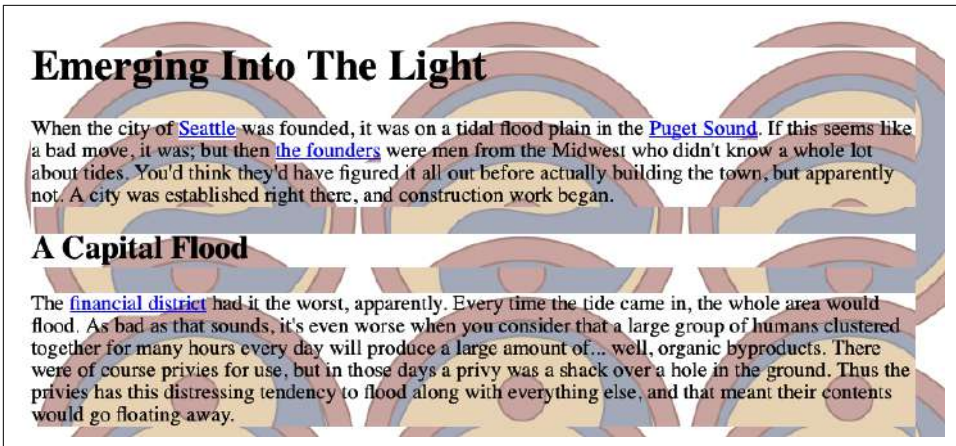 Emerging Into The Light
When the city of Seattle was founded, it was on a tidal flood plain in the Puget Sound. If this seems like
a bad move, it was; but then the founders were men from the Midwest who didn't know a whole lot
about tides. You'd think they'd have figured it all out before actually building the town, but apparently
not. A city was established right there, and construction work began.
A Capital Flood
The financial district had it the worst, apparently. Every time the tide came in, the whole area would
flood. As bad as that sounds, it's even worse when you consider that a large group of humans clustered
together for many hours every day will produce a large amount of... well, organic byproducts. There
were of course privies for use, but in those days a privy was a shack over a hole in the ground. Thus the
privies has this distressing tendency to flood along with everything else, and that meant their contents
would go floating away.